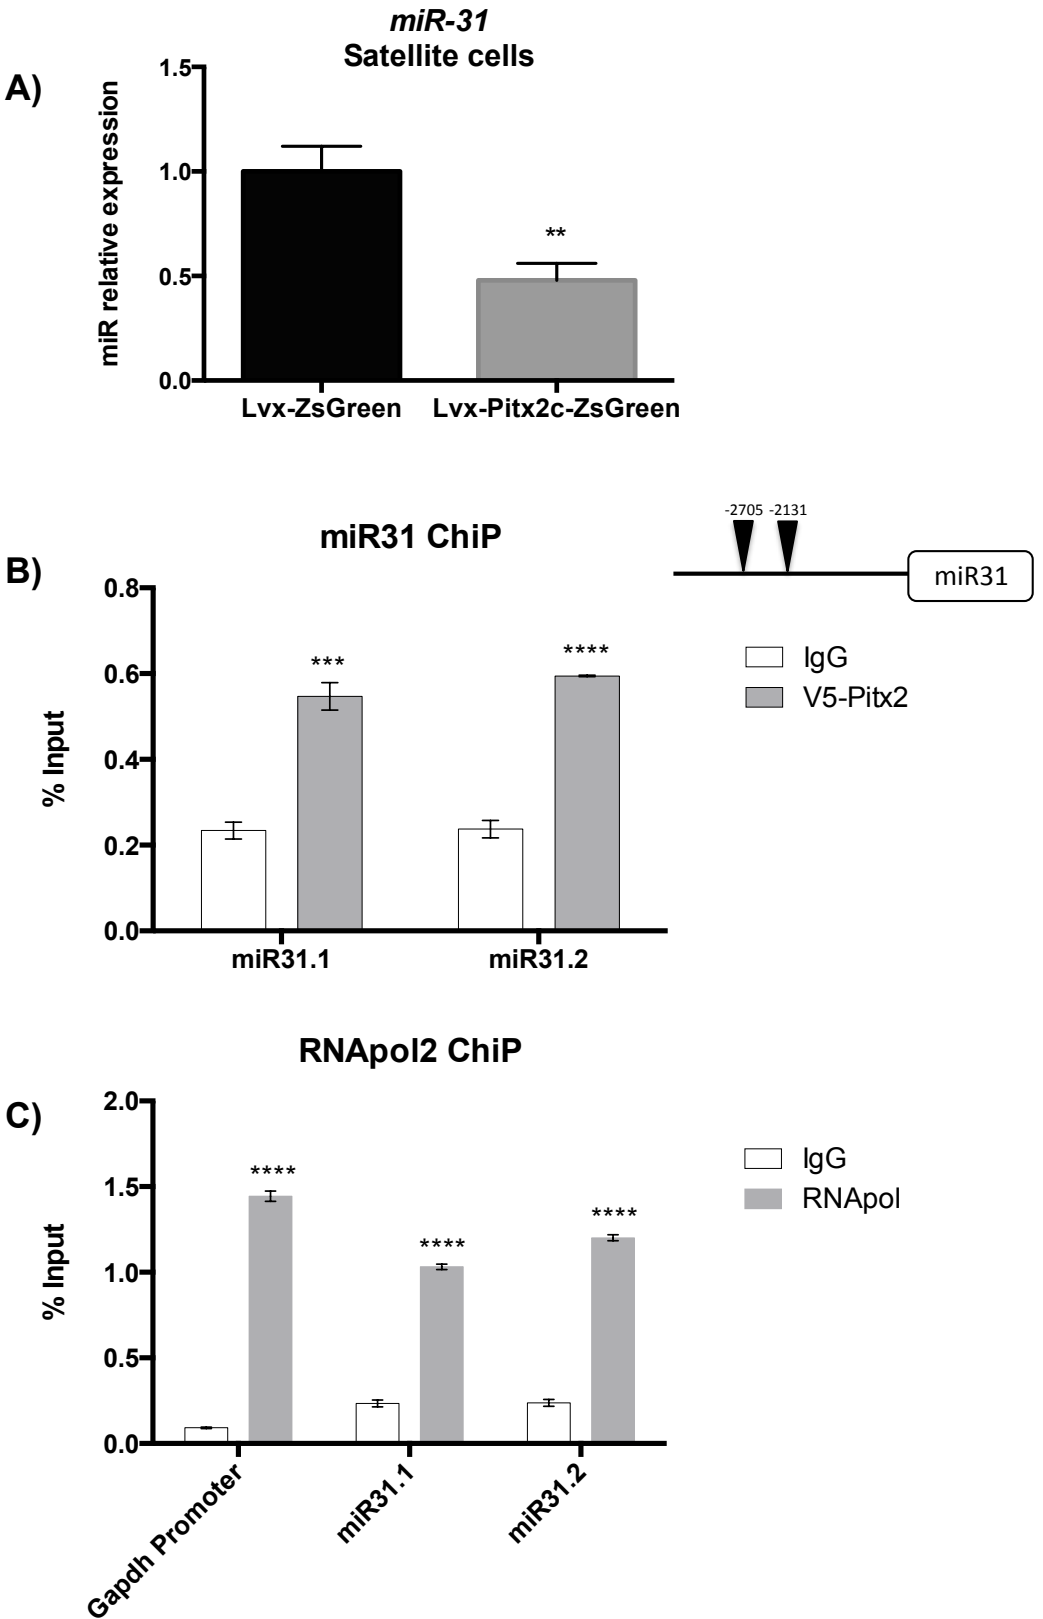 miR-31
Satellite cells
A)
miR relative expression
1.5
1.0
0.5
0.0
**
Lvx-ZsGreen
Lvx-Pitx2c-ZsGreen
-2705 -2131
miR31
miR31 ChiP
B)
% Input
0.8
0.6
0.4
0.2
0.0
***
****
IgG
V5-Pitx2
miR31.1
miR31.2
RNApol2 ChiP
C)
% Input
2.0
1.5
1.0
0.5
0.0
****
****
****
IgG
RNApol
Gapdh Promoter
miR31.1
miR31.2